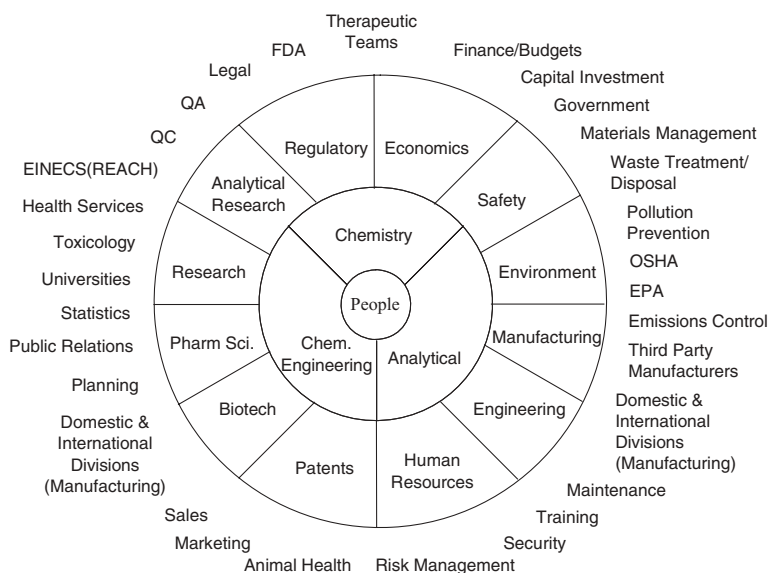 Therapeutic
Teams
FDA
Finance/Budgets
Legal
Capital Investment
QA
Government
QC
Materials Management
EINECS(REACH)
Waste Treatment/
Disposal
Health Services
Pollution
Prevention
Toxicology
OSHA
Universities
EPA
Statistics
Emissions Control
Public Relations
Third Party
Manufacturers
Planning
Domestic &
International
Divisions
(Manufacturing)
Domestic &
International
Divisions
(Manufacturing)
Maintenance
Sales
Training
Marketing
Security
Animal Health
Risk Management
Regulatory
Economics
Analytical
Research
Safety
Research
Environment
Pharm Sci.
Manufacturing
Biotech
Engineering
Patents
Human
Resources
Chemistry
Chem.
Engineering
Analytical
People